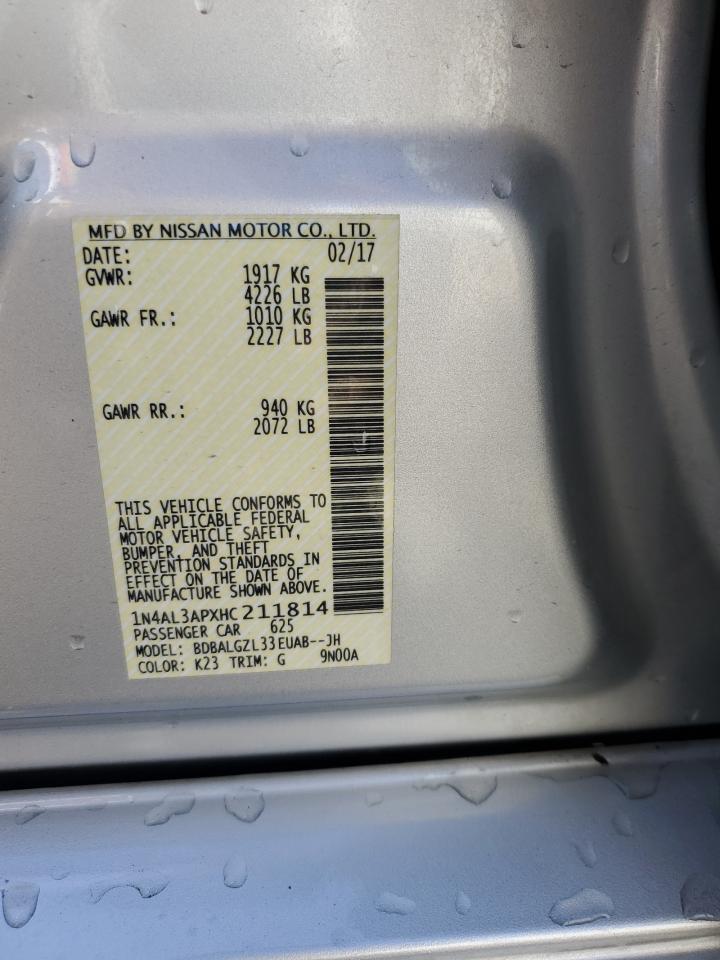 MFD BY NISSAN MOTOR CO., LTD.
DATE: 02/17
GVWR: 1917 KG
4226 LB
GAWR FR.: 1010 KG
2227 LB
GAWR RR.: 940 KG
2072 LB
THIS VEHICLE CONFORMS TO
ALL APPLICABLE FEDERAL
MOTOR VEHICLE SAFETY,
BUMPER, AND THEFT
PREVENTION STANDARDS IN
EFFECT ON THE DATE OF
MANUFACTURE SHOWN ABOVE.
1N4AL3APXHC211814
PASSENGER CAR 625
MODEL: BDBALGZL33EUAB--JH
COLOR: K23 TRIM: G 9N00A